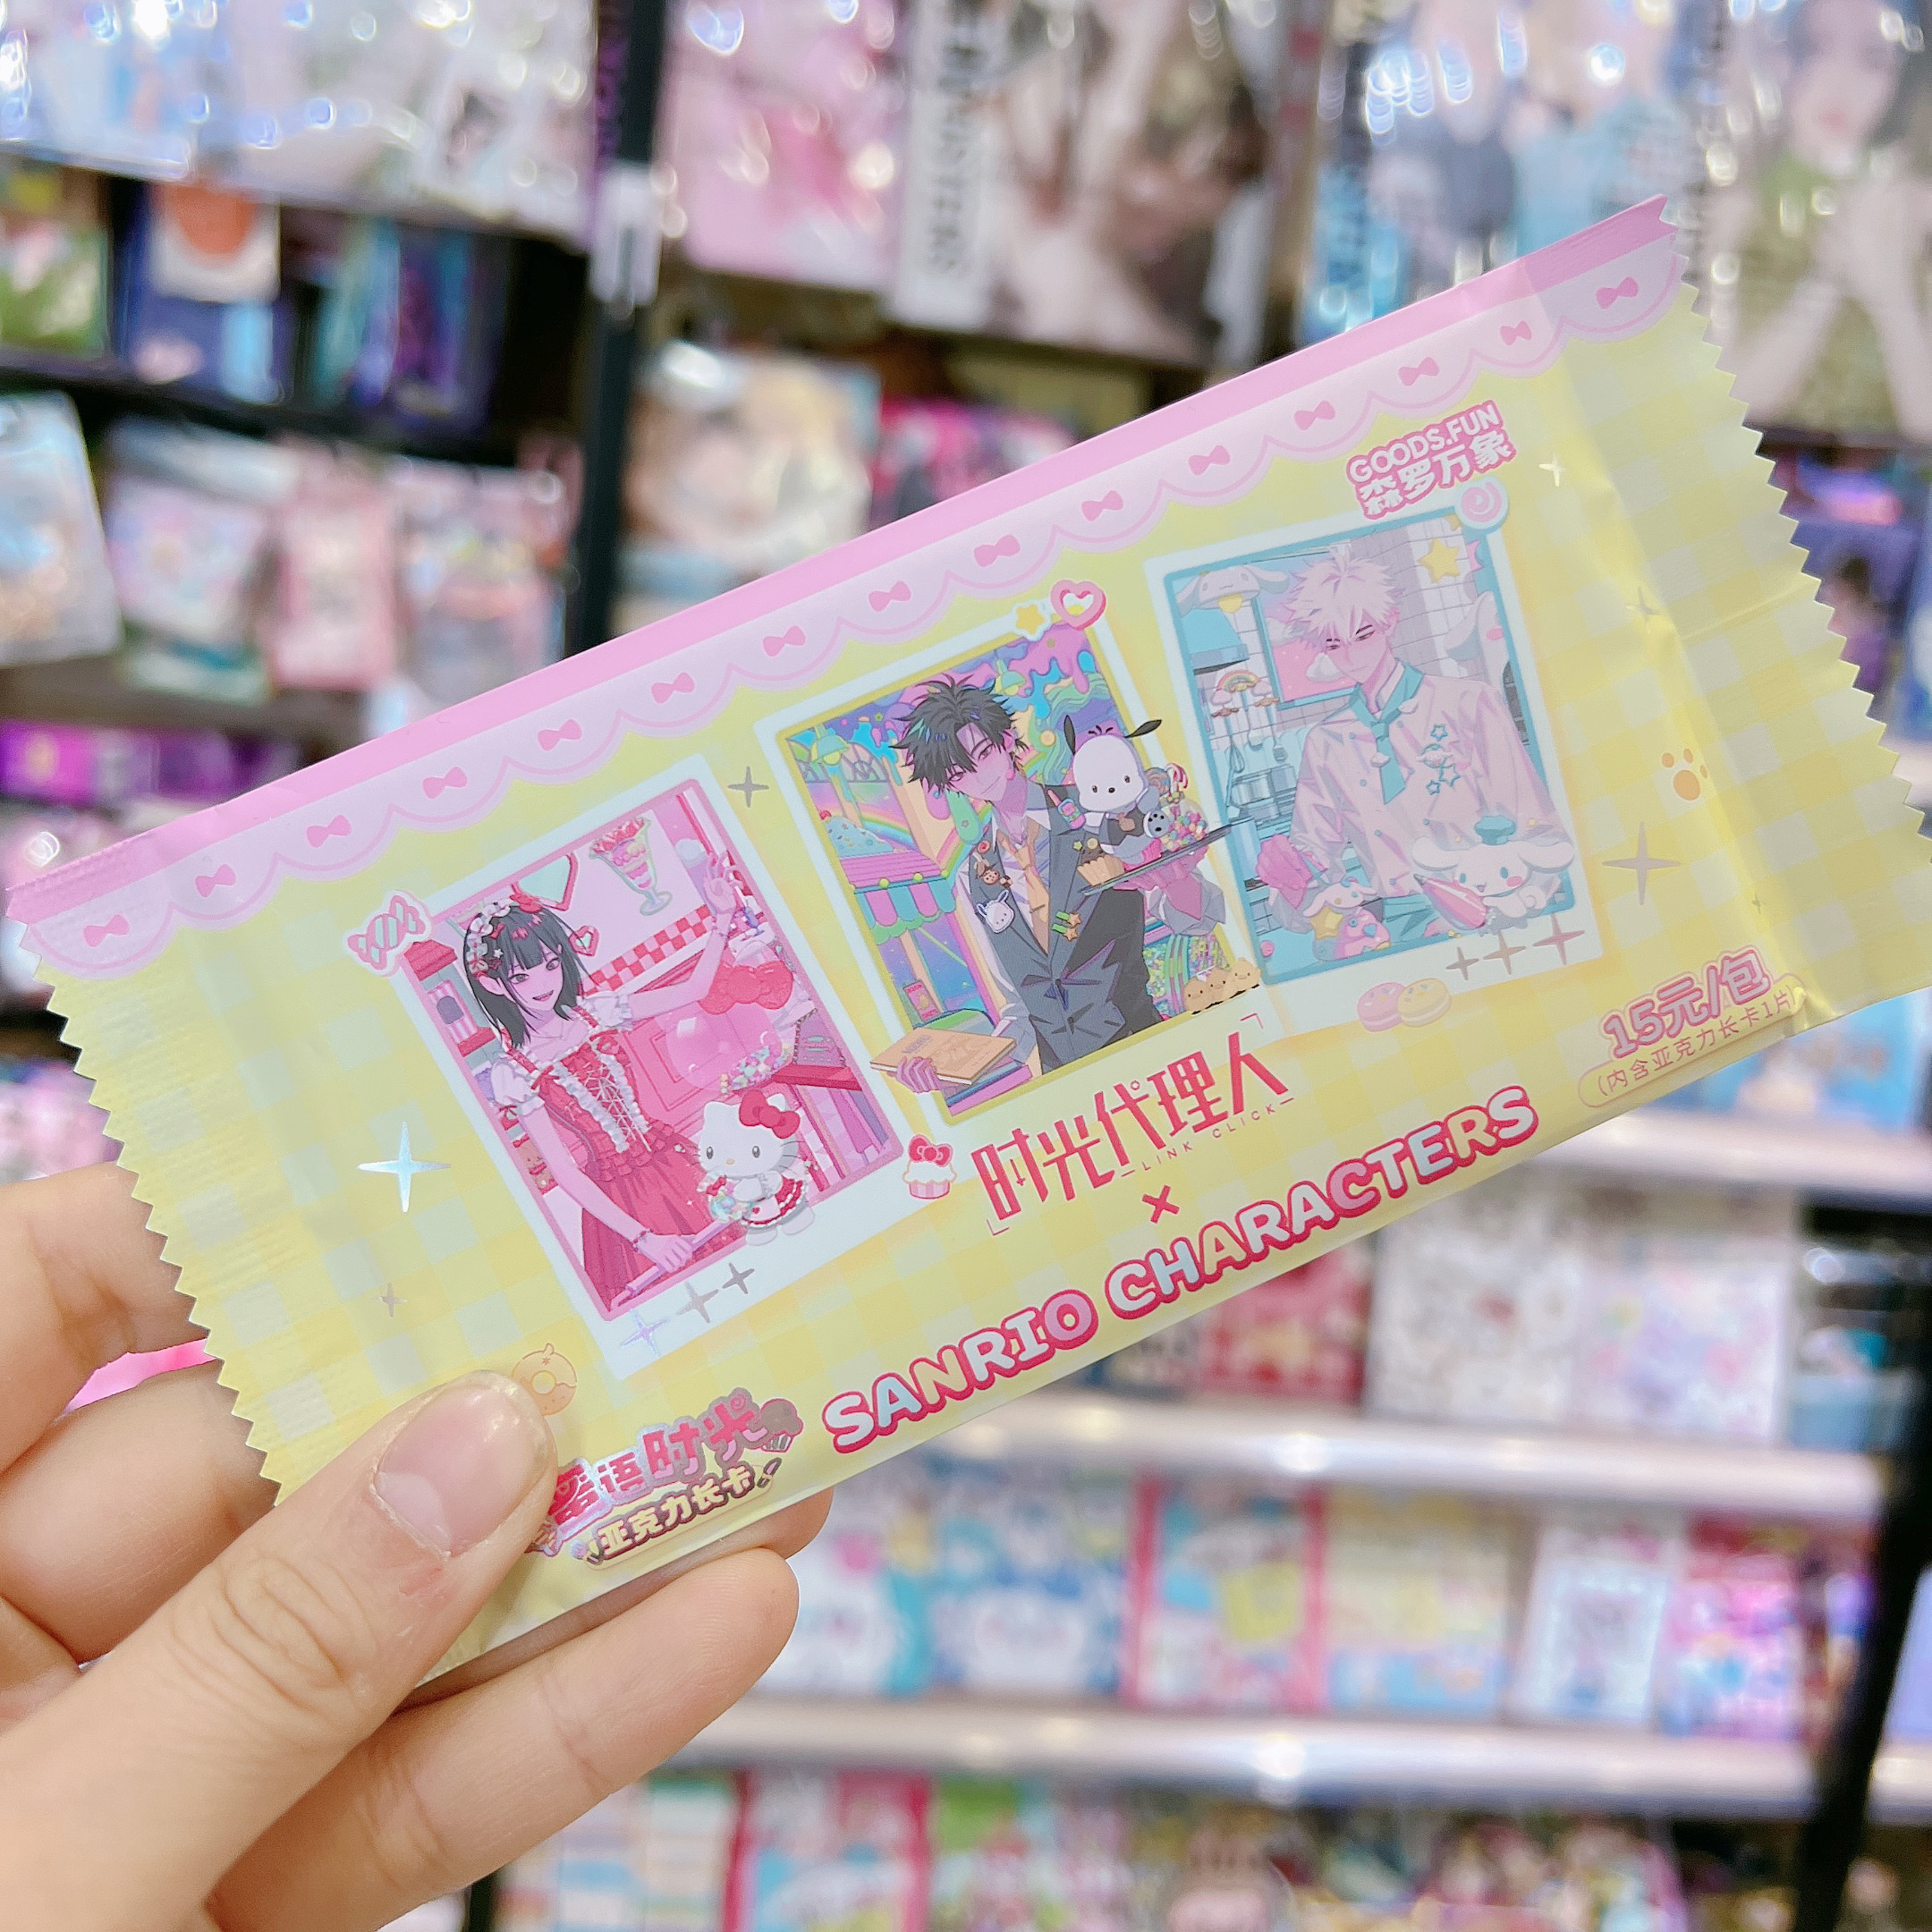 GOODS.FUN
森罗万象
时光代理人
LINK CLICK
×
SANRIO CHARACTERS
15元/包
(内含亚克力长卡1片)
蜜语时光
亚克力长卡